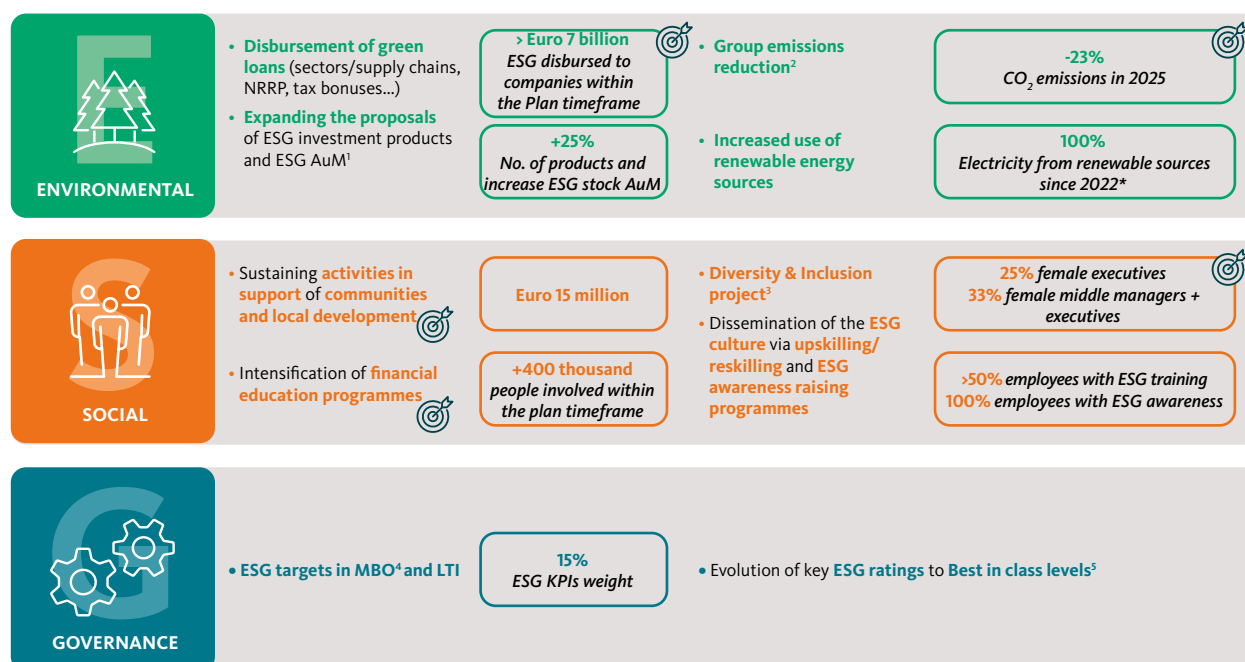 E
ENVIRONMENTAL
• Disbursement of green
loans (sectors/supply chains,
NRRP, tax bonuses...)
• Expanding the proposals
of ESG investment products
and ESG AuM¹
> Euro 7 billion
ESG disbursed to
companies within
the Plan timeframe
+25%
No. of products and
increase ESG stock AuM
• Group emissions
reduction²
• Increased use of
renewable energy
sources
-23%
CO₂ emissions in 2025
100%
Electricity from renewable sources
since 2022*
S
SOCIAL
• Sustaining activities in
support of communities
and local development
• Intensification of financial
education programmes
Euro 15 million
+400 thousand
people involved within
the plan timeframe
• Diversity & Inclusion
project³
• Dissemination of the ESG
culture via upskilling/
reskilling and ESG
awareness raising
programmes
25% female executives
33% female middle managers +
executives
>50% employees with ESG training
100% employees with ESG awareness
G
GOVERNANCE
• ESG targets in MBO⁴ and LTI
15%
ESG KPIs weight
• Evolution of key ESG ratings to Best in class levels⁵